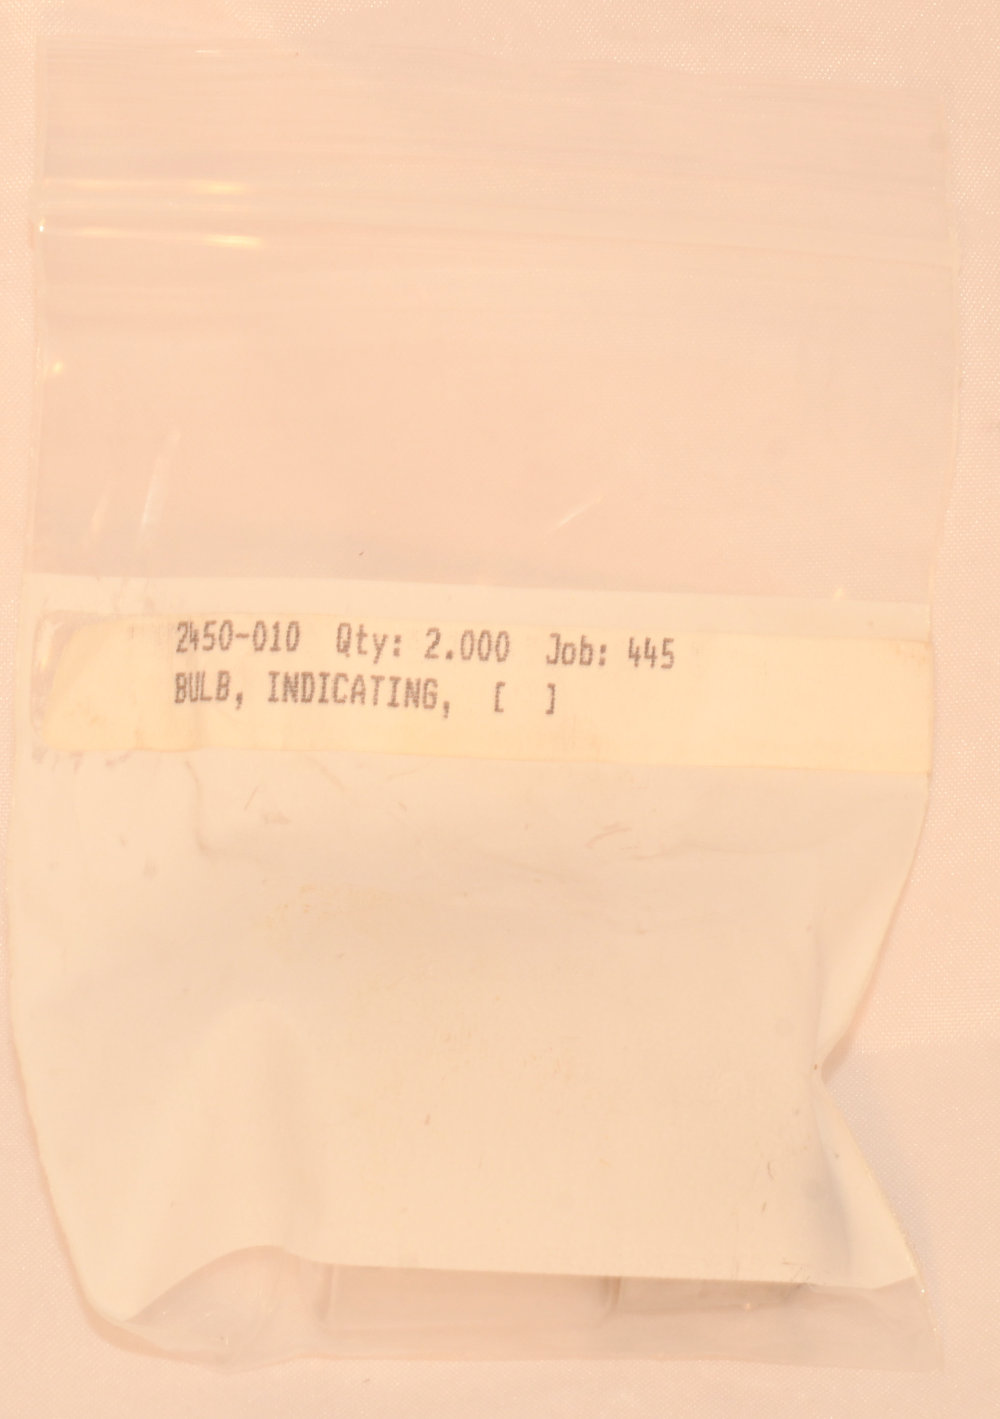 2450-010 Qty: 2.000 Job: 445
BULB, INDICATING, [ ]